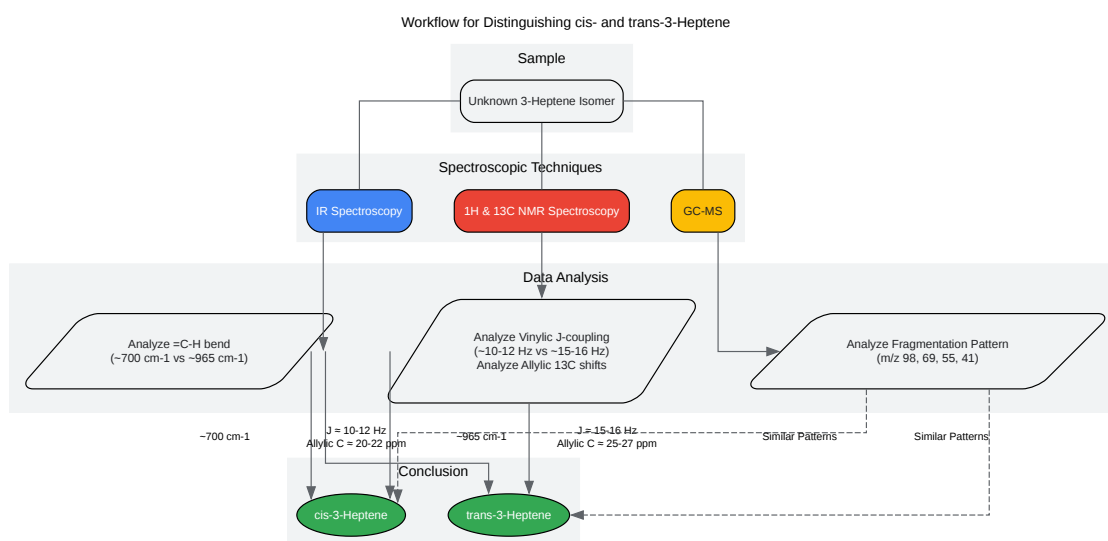 Workflow for Distinguishing cis- and trans-3-Heptene
Sample
Unknown 3-Heptene Isomer
Spectroscopic Techniques
IR Spectroscopy
1H & 13C NMR Spectroscopy
GC-MS
Data Analysis
Analyze =C-H bend
(~700 cm-1 vs ~965 cm-1)
Analyze Vinylic J-coupling
(~10-12 Hz vs ~15-16 Hz)
Analyze Allylic 13C shifts
Analyze Fragmentation Pattern
(m/z 98, 69, 55, 41)
~700 cm-1
J ≈ 10-12 Hz
Allylic C ≈ 20-22 ppm
~965 cm-1
J ≈ 15-16 Hz
Allylic C ≈ 25-27 ppm
Similar Patterns
Similar Patterns
Conclusion
cis-3-Heptene
trans-3-Heptene